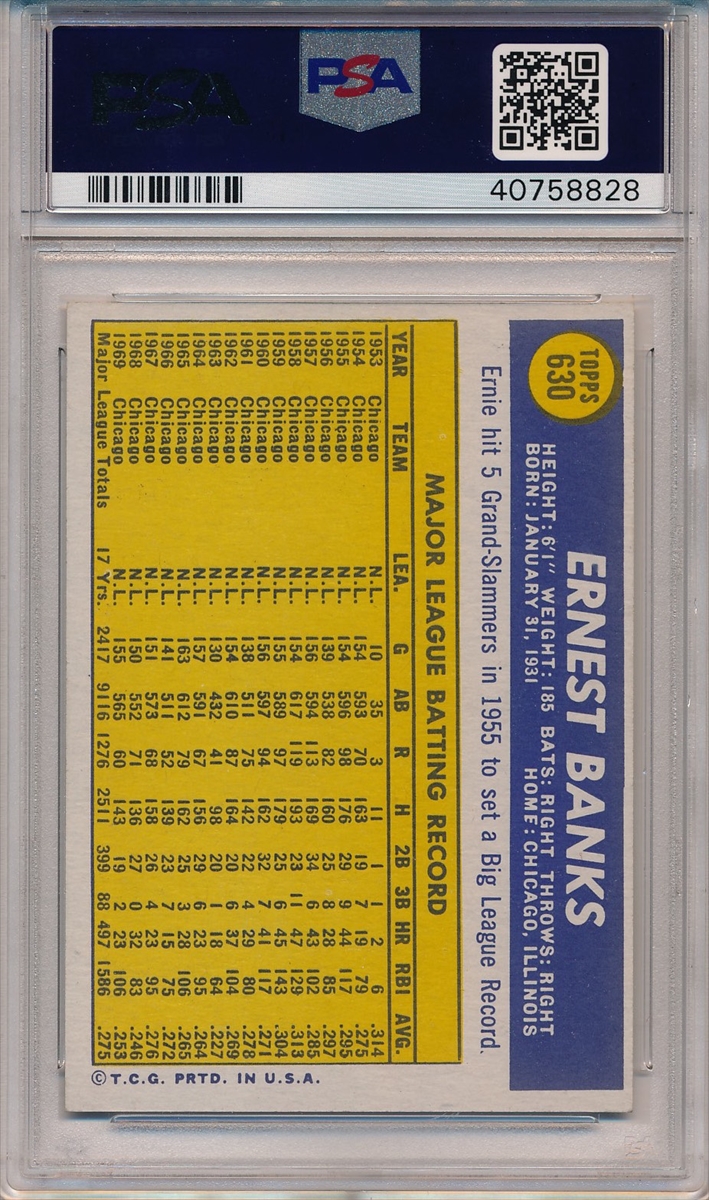 PSA
PSA
40758828
TOPPS
630
ERNEST BANKS
HEIGHT: 6'1" WEIGHT: 185 BATS: RIGHT THROWS: RIGHT
BORN: JANUARY 31, 1931 HOME: CHICAGO, ILLINOIS
Ernie hit 5 Grand-Slammers in 1955 to set a Big League Record.
MAJOR LEAGUE BATTING RECORD
YEAR TEAM LEA. G AB R H 2B 3B HR RBI AVG.
1953 Chicago N.L. 10 35 3 11 1 1 2 6 .314
1954 Chicago N.L. 154 593 70 163 19 7 19 79 .275
1955 Chicago N.L. 154 596 98 176 29 9 44 117 .295
1956 Chicago N.L. 139 538 82 160 25 8 28 85 .297
1957 Chicago N.L. 156 594 113 169 34 6 43 102 .285
1958 Chicago N.L. 154 617 119 193 23 11 47 129 .313
1959 Chicago N.L. 155 589 97 179 25 6 45 143 .304
1960 Chicago N.L. 156 597 94 162 32 7 41 117 .271
1961 Chicago N.L. 138 511 75 142 22 4 29 80 .278
1962 Chicago N.L. 154 610 87 164 20 6 37 104 .269
1963 Chicago N.L. 130 432 41 98 20 1 18 64 .227
1964 Chicago N.L. 157 591 67 156 29 6 23 95 .264
1965 Chicago N.L. 163 612 79 162 25 3 28 106 .265
1966 Chicago N.L. 141 511 52 139 23 7 15 75 .272
1967 Chicago N.L. 151 573 68 158 26 4 23 95 .276
1968 Chicago N.L. 150 552 71 136 27 0 32 83 .246
1969 Chicago N.L. 155 565 60 143 19 2 23 106 .253
Major League Totals 17 Yrs. 2417 9116 1276 2511 399 88 497 1586 .275
© T.C.G. PRTD. IN U.S.A.